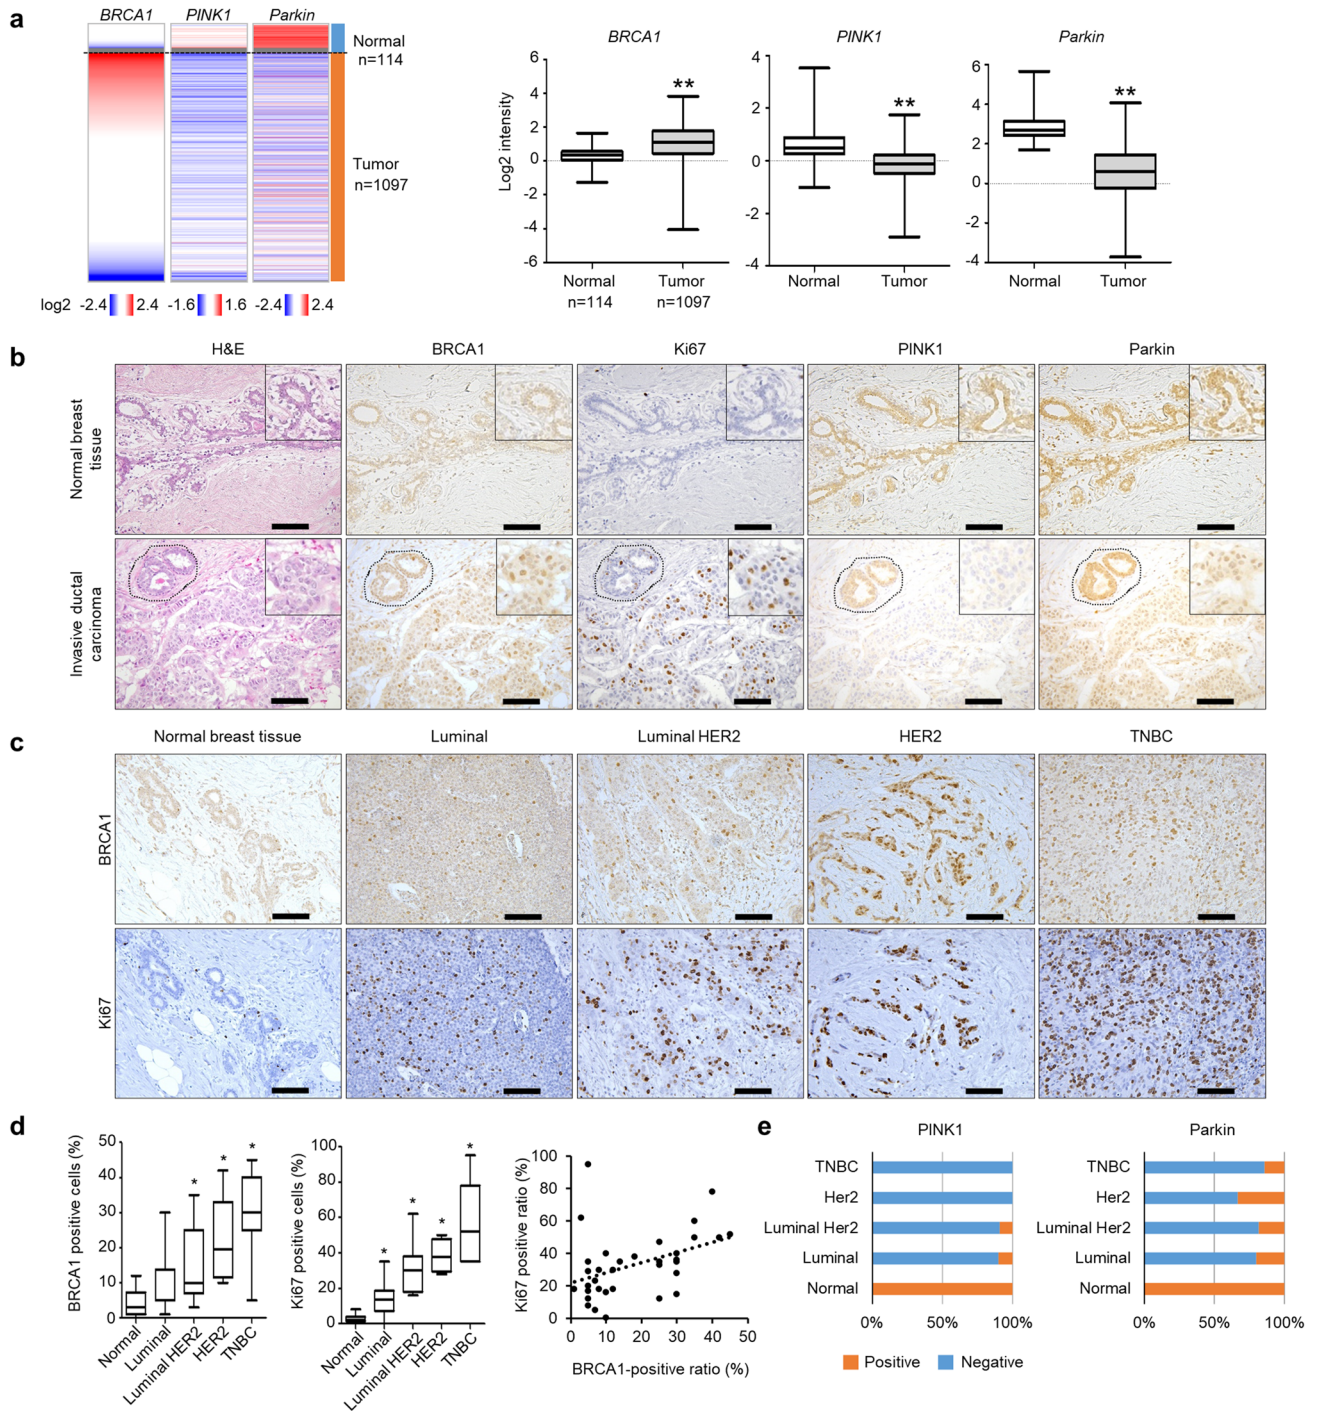 a
BRCA1 PINK1 Parkin
Normal
n=114
Tumor
n=1097
log2 -2.4 2.4 -1.6 1.6 -2.4 2.4
BRCA1
Log2 intensity
6
4
2
0
-2
-4
-6
**
Normal Tumor
n=114 n=1097
PINK1
4
2
0
-2
-4
**
Normal Tumor
Parkin
6
4
2
0
-2
-4
**
Normal Tumor
b
H&E BRCA1 Ki67 PINK1 Parkin
Normal breast
tissue
Invasive ductal
carcinoma
c
Normal breast tissue Luminal Luminal HER2 HER2 TNBC
BRCA1
Ki67
d
BRCA1 positive cells (%)
50
40
30
20
10
0
* * *
Normal
Luminal
Luminal HER2
HER2
TNBC
Ki67 positive cells (%)
100
80
60
40
20
0
* * * *
Normal
Luminal
Luminal HER2
HER2
TNBC
Ki67 positive ratio (%)
100
80
60
40
20
0
0 10 20 30 40 50
BRCA1-positive ratio (%)
e
PINK1
TNBC
Her2
Luminal Her2
Luminal
Normal
0% 50% 100%
Parkin
TNBC
Her2
Luminal Her2
Luminal
Normal
0% 50% 100%
Positive Negative